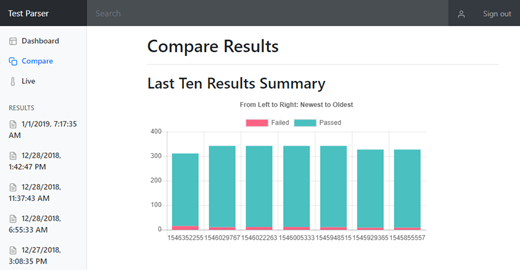 Test Parser
Search
Sign out
Dashboard
Compare
Live
RESULTS
1/1/2019, 7:17:35
AM
12/28/2018,
1:42:47 PM
12/28/2018,
11:37:43 AM
12/28/2018,
6:55:33 AM
12/27/2018,
3:08:35 PM
Compare Results
Last Ten Results Summary
From Left to Right: Newest to Oldest
Failed Passed
400
300
200
100
0
1546352255 1546029767 1546022263 1546005333 1545948515 1545929365 1545855557